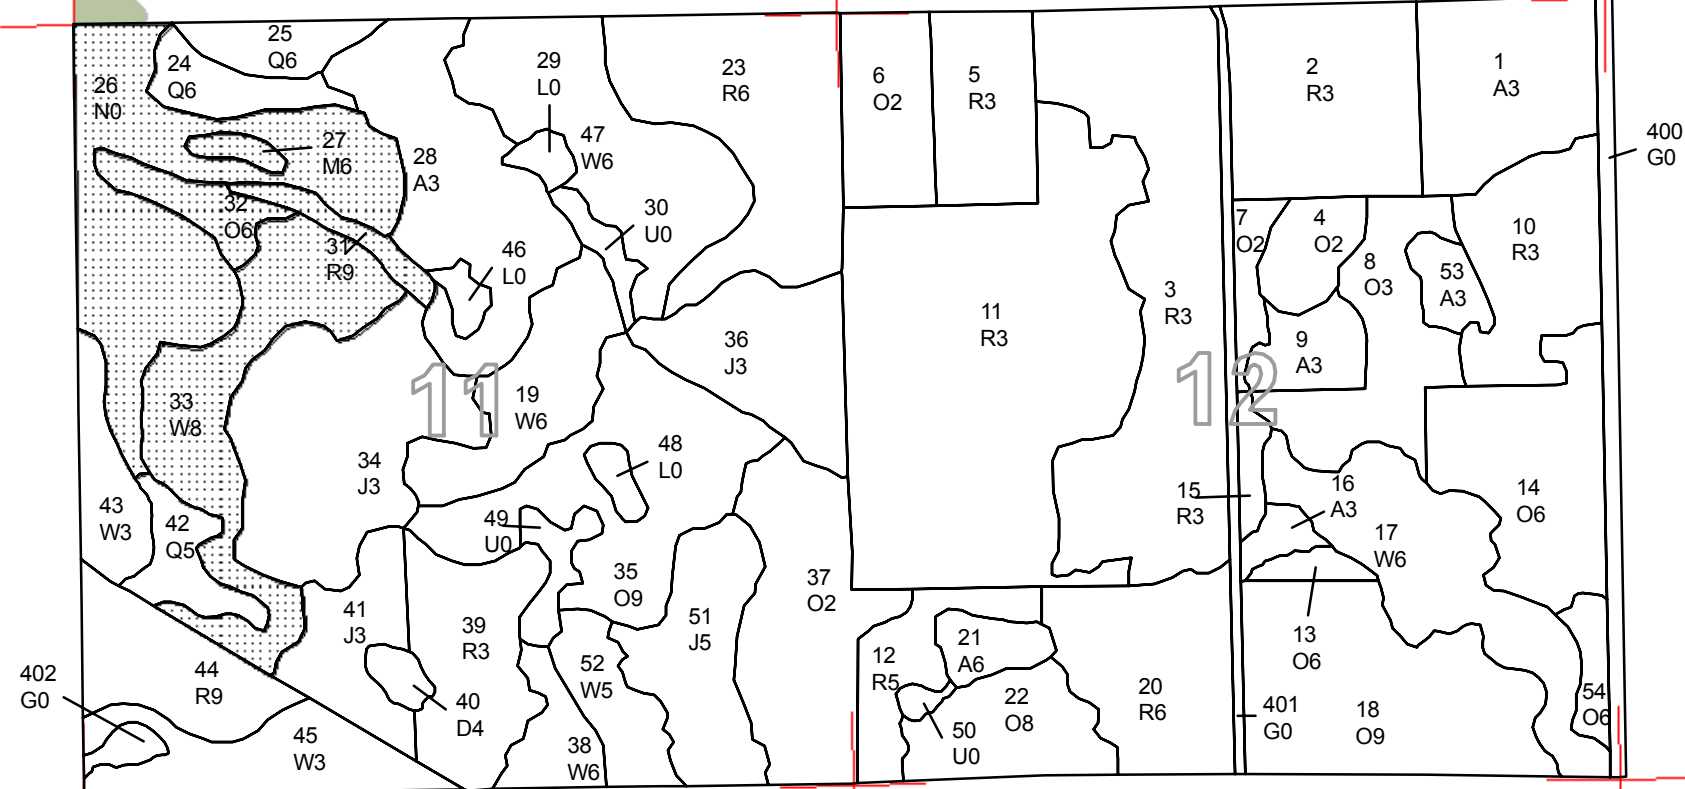 25
Q6
24
Q6
26
N0
27
M6
28
A3
29
L0
47
W6
23
R6
6
O2
5
R3
2
R3
1
A3
400
G0
32
O6
31
R9
30
U0
46
L0
7
O2
4
O2
8
O3
53
A3
10
R3
11
R3
3
R3
36
J3
9
A3
11
12
19
W6
33
W8
34
J3
48
L0
43
W3
42
Q5
49
U0
15
R3
16
A3
17
W6
14
O6
35
O9
37
O2
41
J3
39
R3
51
J5
52
W5
12
R5
21
A6
13
O6
44
R9
402
G0
40
D4
22
O8
20
R6
401
G0
18
O9
54
O6
45
W3
38
W6
50
U0